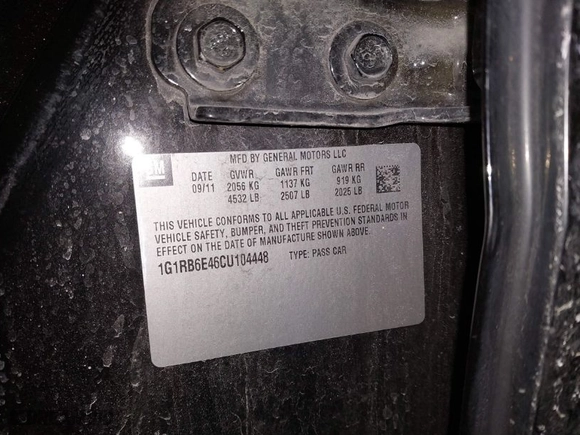 GM
MFD BY GENERAL MOTORS LLC
DATE GVWR GAWR FRT GAWR RR
09/11 2056 KG 1137 KG 919 KG
4532 LB 2507 LB 2025 LB
THIS VEHICLE CONFORMS TO ALL APPLICABLE U.S. FEDERAL MOTOR
VEHICLE SAFETY, BUMPER, AND THEFT PREVENTION STANDARDS IN
EFFECT ON THE DATE OF MANUFACTURE SHOWN ABOVE.
1G1RB6E46CU104448 TYPE: PASS CAR